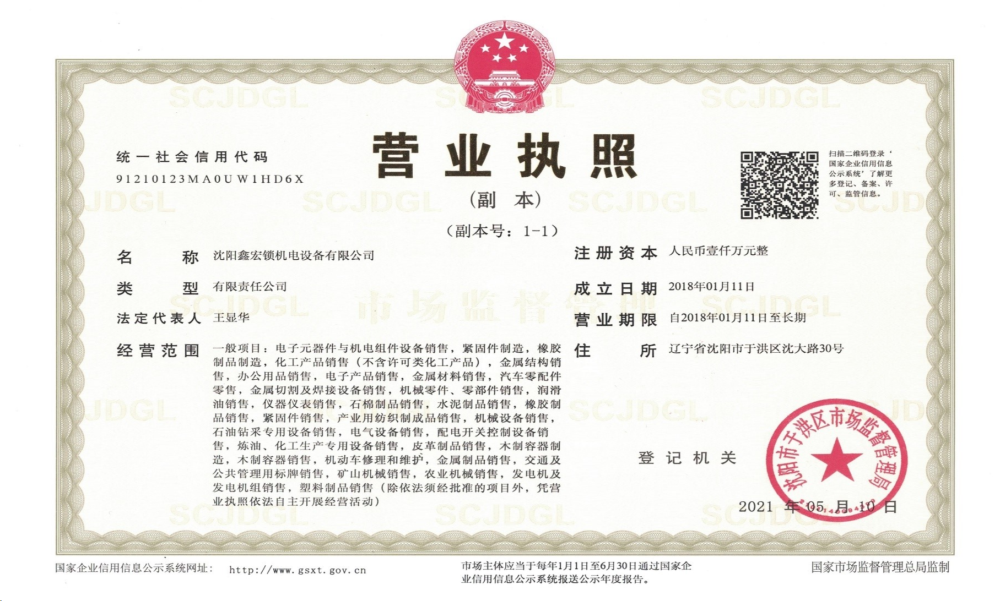 营业执照
(副 本)
（副本号：1-1）
统一社会信用代码
91210123MA0UW1HD6X
扫描二维码登录‘
国家企业信用信息
公示系统’了解更
多登记、备案、许
可、监管信息。
名 称 沈阳鑫宏锁机电设备有限公司
类 型 有限责任公司
法定代表人 王显华
经营范围 一般项目：电子元器件与机电组件设备销售，紧固件制造，橡胶
制品制造，化工产品销售（不含许可类化工产品），金属结构销
售，办公用品销售，电子产品销售，金属材料销售，汽车零配件
零售，金属切割及焊接设备销售，机械零件、零部件销售，润滑
油销售，仪器仪表销售，石棉制品销售，水泥制品销售，橡胶制
品销售，紧固件销售，产业用纺织制成品销售，机械设备销售，
石油钻采专用设备销售，电气设备销售，配电开关控制设备销
售，炼油、化工生产专用设备销售，皮革制品销售，木制容器制
造，木制容器销售，机动车修理和维护，金属制品销售，交通及
公共管理用标牌销售，矿山机械销售，农业机械销售，发电机及
发电机组销售，塑料制品销售（除依法须经批准的项目外，凭营
业执照依法自主开展经营活动）
注册资本 人民币壹仟万元整
成立日期 2018年01月11日
营业期限 自2018年01月11日至长期
住 所 辽宁省沈阳市于洪区沈大路30号
登记机关
沈阳市于洪区市场监督管理局
2021 年 05 月 10 日
国家企业信用信息公示系统网址： http://www.gsxt.gov.cn
市场主体应当于每年1月1日至6月30日通过国家企
业信用信息公示系统报送公示年度报告。
国家市场监督管理总局监制
SCJDGL
市场监督管理